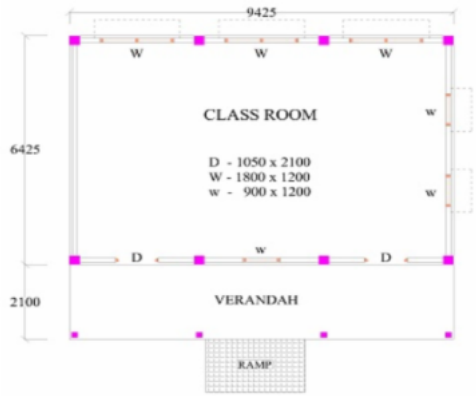 9425
W W W
CLASS ROOM
w
6425
D - 1050 x 2100
W - 1800 x 1200
w - 900 x 1200
w
D w D
2100
VERANDAH
RAMP